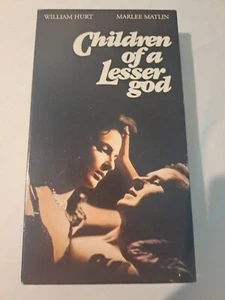 WILLIAM HURT MARLEE MATLIN
Children
of a
Lesser
god